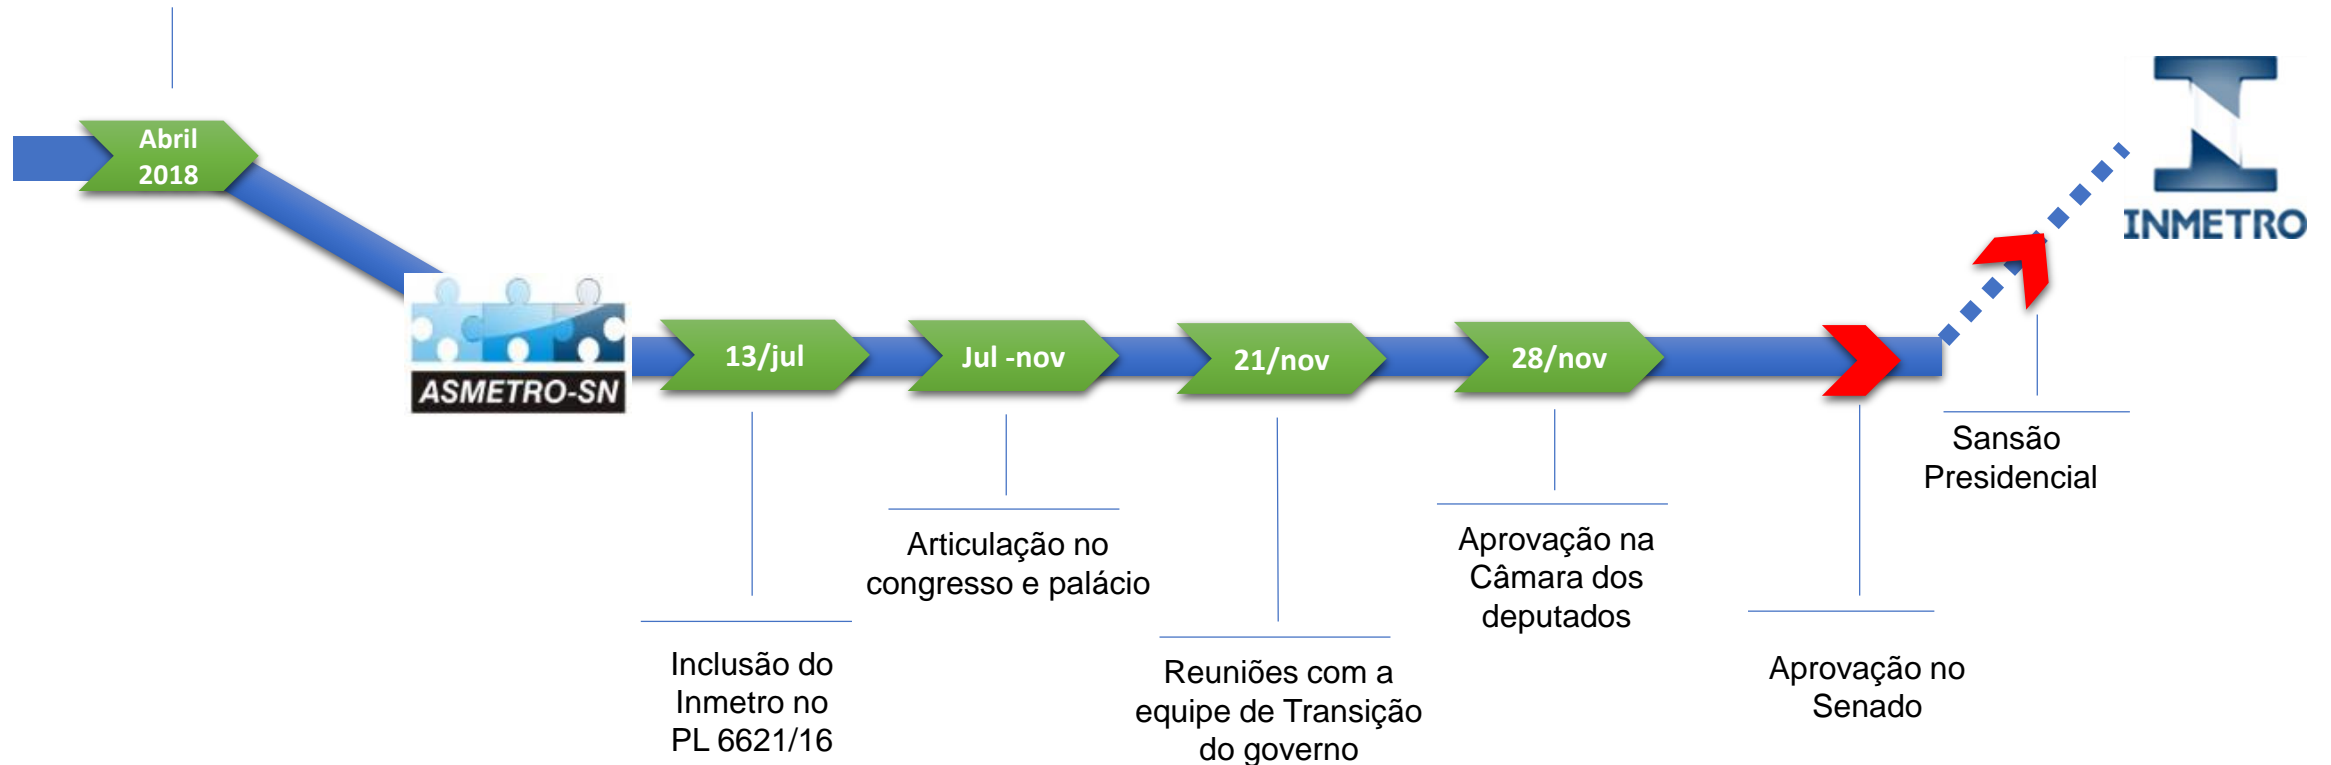 Abril
2018
ASMETRO-SN
13/jul
Jul -nov
21/nov
28/nov
INMETRO
Inclusão do
Inmetro no
PL 6621/16
Articulação no
congresso e palácio
Reuniões com a
equipe de Transição
do governo
Aprovação na
Câmara dos
deputados
Aprovação no
Senado
Sansão
Presidencial